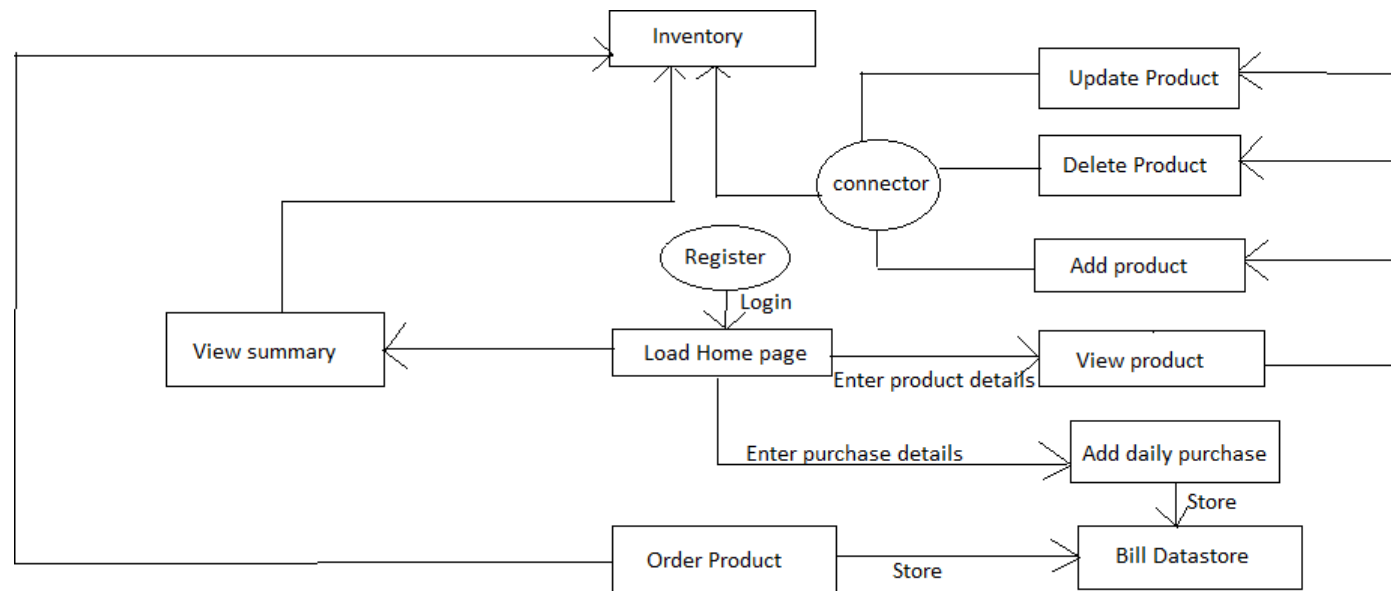 Inventory
Update Product
Delete Product
connector
Register
Add product
Login
View summary
Load Home page
View product
Enter product details
Enter purchase details
Add daily purchase
Store
Order Product
Store
Bill Datastore